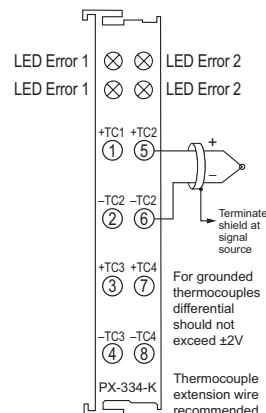 LED Error 1 LED Error 2
LED Error 1 LED Error 2
+TC1 +TC2
1 5
+
–TC2 –TC2
2 6
–
Terminate
shield at
signal
source
+TC3 +TC4
3 7
For grounded
thermocouples
differential
should not
exceed ±2V
–TC3 –TC4
4 8
PX-334-K
Thermocouple
extension wire
recommended